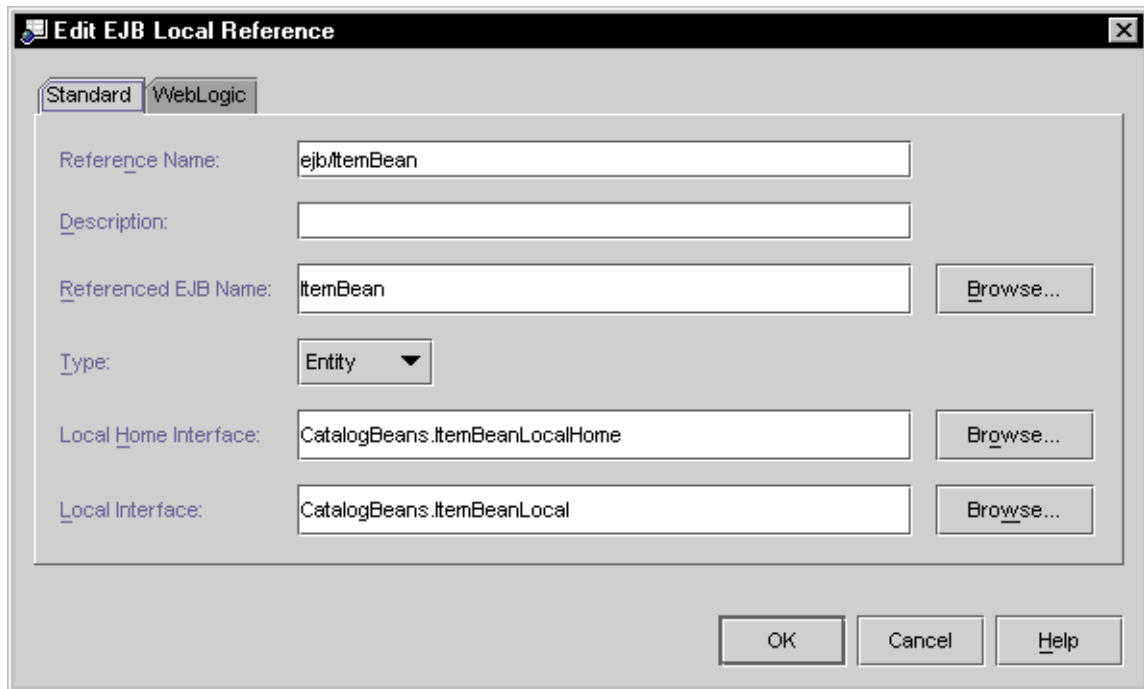 Edit EJB Local Reference
Standard WebLogic
Reference Name: ejb/ItemBean
Description:
Referenced EJB Name: ItemBean Browse...
Type: Entity
Local Home Interface: CatalogBeans.ItemBeanLocalHome Browse...
Local Interface: CatalogBeans.ItemBeanLocal Browse...
OK Cancel Help